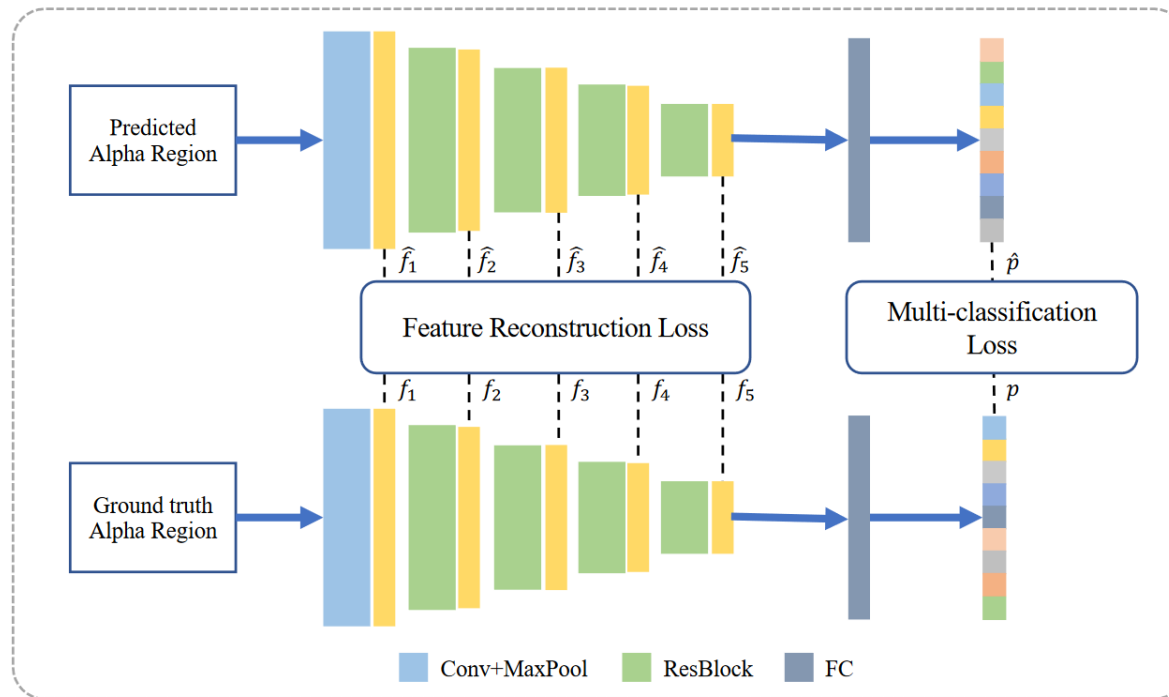 Predicted
Alpha Region
f̂₁ f̂₂ f̂₃ f̂₄ f̂₅ p̂
Feature Reconstruction Loss
Multi-classification
Loss
f₁ f₂ f₃ f₄ f₅ p
Ground truth
Alpha Region
Conv+MaxPool ResBlock FC